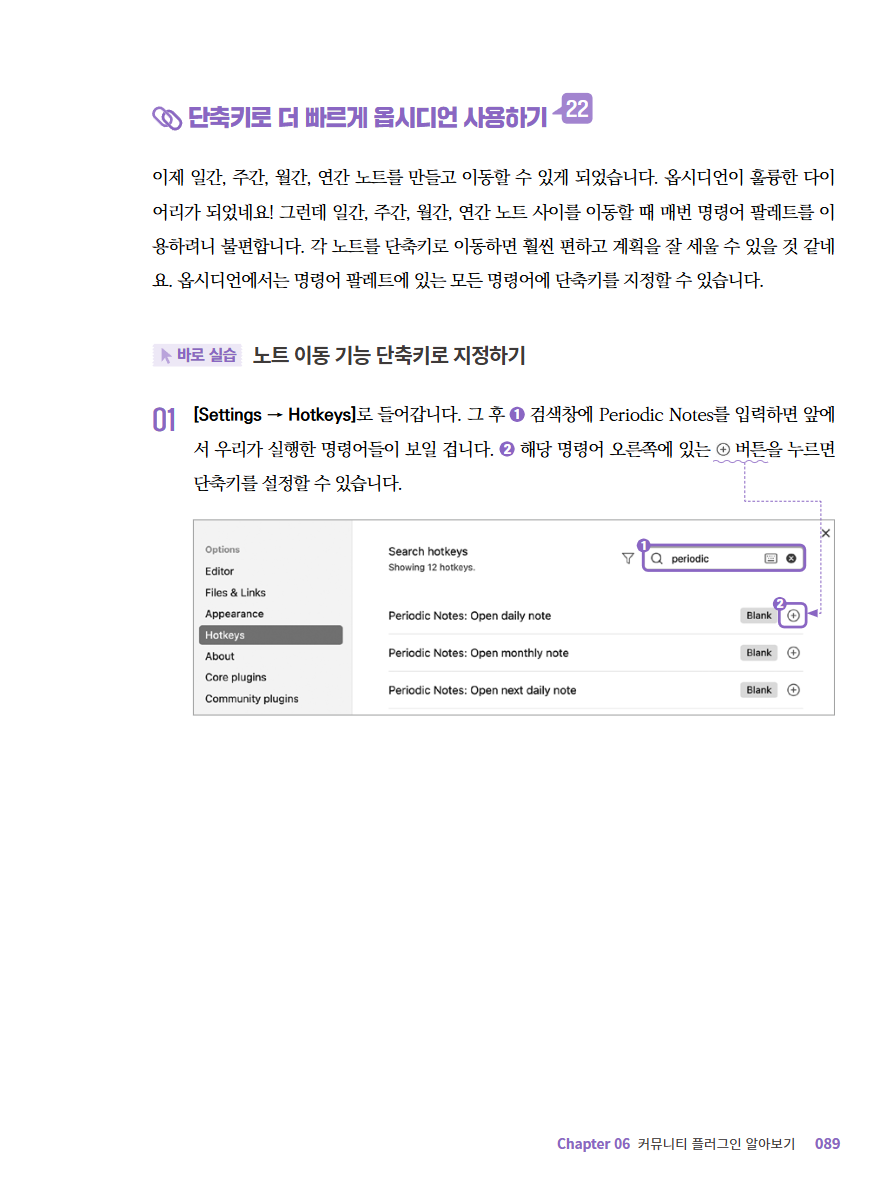 단축키로 더 빠르게 옵시디언 사용하기 22
이제 일간, 주간, 월간, 연간 노트를 만들고 이동할 수 있게 되었습니다. 옵시디언이 훌륭한 다이
어리가 되었네요! 그런데 일간, 주간, 월간, 연간 노트 사이를 이동할 때 매번 명령어 팔레트를 이
용하려니 불편합니다. 각 노트를 단축키로 이동하면 훨씬 편하고 계획을 잘 세울 수 있을 것 같네
요. 옵시디언에서는 명령어 팔레트에 있는 모든 명령어에 단축키를 지정할 수 있습니다.
바로 실습 노트 이동 기능 단축키로 지정하기
01 [Settings → Hotkeys]로 들어갑니다. 그 후 ❶ 검색창에 Periodic Notes를 입력하면 앞에
서 우리가 실행한 명령어들이 보일 겁니다. ❷ 해당 명령어 오른쪽에 있는 ⊕ 버튼을 누르면
단축키를 설정할 수 있습니다.
Options
Editor
Files & Links
Appearance
Hotkeys
About
Core plugins
Community plugins
Search hotkeys
Showing 12 hotkeys.
❶ periodic
❷
Periodic Notes: Open daily note Blank
Periodic Notes: Open monthly note Blank
Periodic Notes: Open next daily note Blank
Chapter 06 커뮤니티 플러그인 알아보기 089